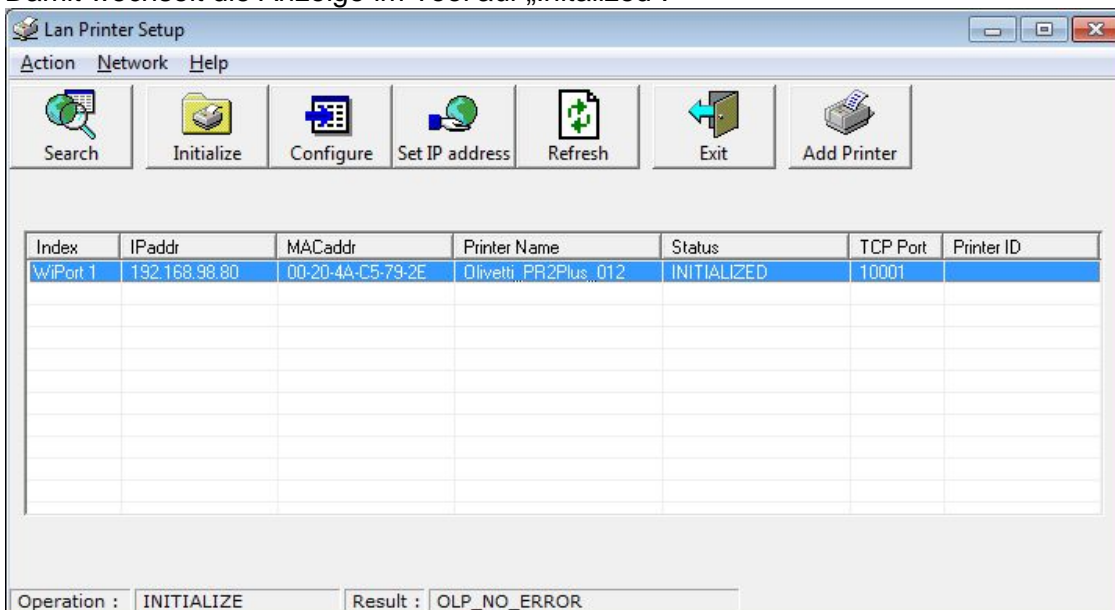 Damit wechselt die Anzeige im Tool auf „Initalized“.
Lan Printer Setup
Action Network Help
Search Initialize Configure Set IP address Refresh Exit Add Printer
Index IPaddr MACaddr Printer Name Status TCP Port Printer ID
WiPort 1 192.168.98.80 00-20-4A-C5-79-2E Olivetti_PR2Plus_012 INITIALIZED 10001
Operation : INITIALIZE Result : OLP_NO_ERROR